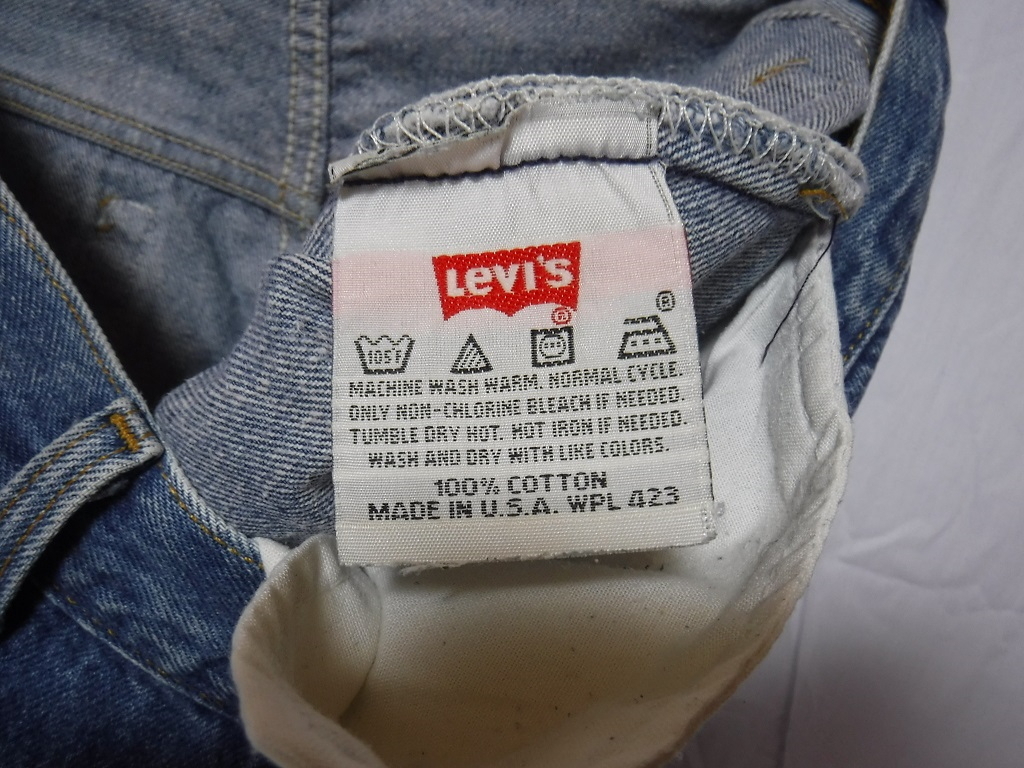 Levi's
®
®
105°F
MACHINE WASH WARM. NORMAL CYCLE.
ONLY NON-CHLORINE BLEACH IF NEEDED.
TUMBLE DRY HOT. HOT IRON IF NEEDED.
WASH AND DRY WITH LIKE COLORS.
100% COTTON
MADE IN U.S.A. WPL 423